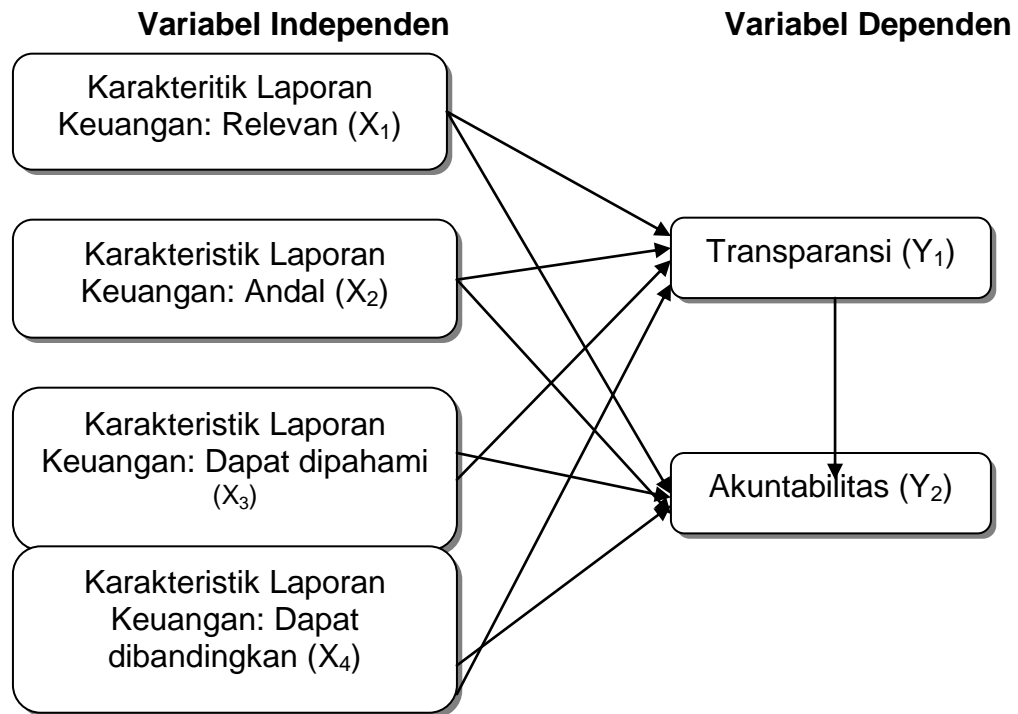 Variabel Independen
Variabel Dependen
Karakteritik Laporan
Keuangan: Relevan (X₁)
Karakteristik Laporan
Keuangan: Andal (X₂)
Karakteristik Laporan
Keuangan: Dapat dipahami
(X₃)
Karakteristik Laporan
Keuangan: Dapat
dibandingkan (X₄)
Transparansi (Y₁)
Akuntabilitas (Y₂)